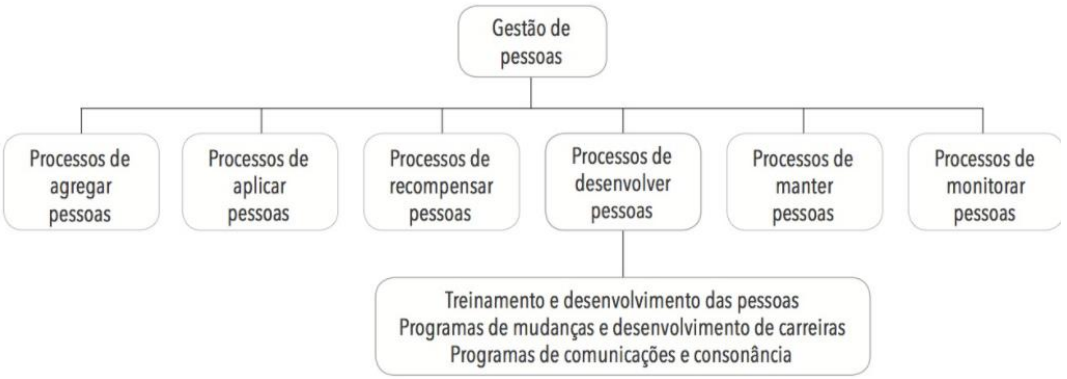 Gestão de
pessoas
Processos de
agregar
pessoas
Processos de
aplicar
pessoas
Processos de
recompensar
pessoas
Processos de
desenvolver
pessoas
Processos de
manter
pessoas
Processos de
monitorar
pessoas
Treinamento e desenvolvimento das pessoas
Programas de mudanças e desenvolvimento de carreiras
Programas de comunicações e consonância